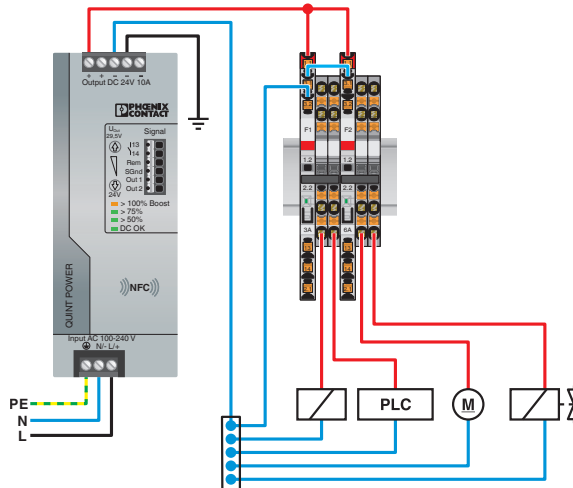 + + − − −
Output DC 24V 10A
PHŒNIX
CONTACT
UOut
29,5V
Signal
13
14
Rem
SGnd
Out 1
Out 2
24V
> 100% Boost
> 75%
> 50%
DC OK
QUINT POWER
NFC
Input AC 100-240 V
N/- L/+
PE
N
L
F1
F2
1.2
1.2
2.2
2.2
3A
6A
PLC
M